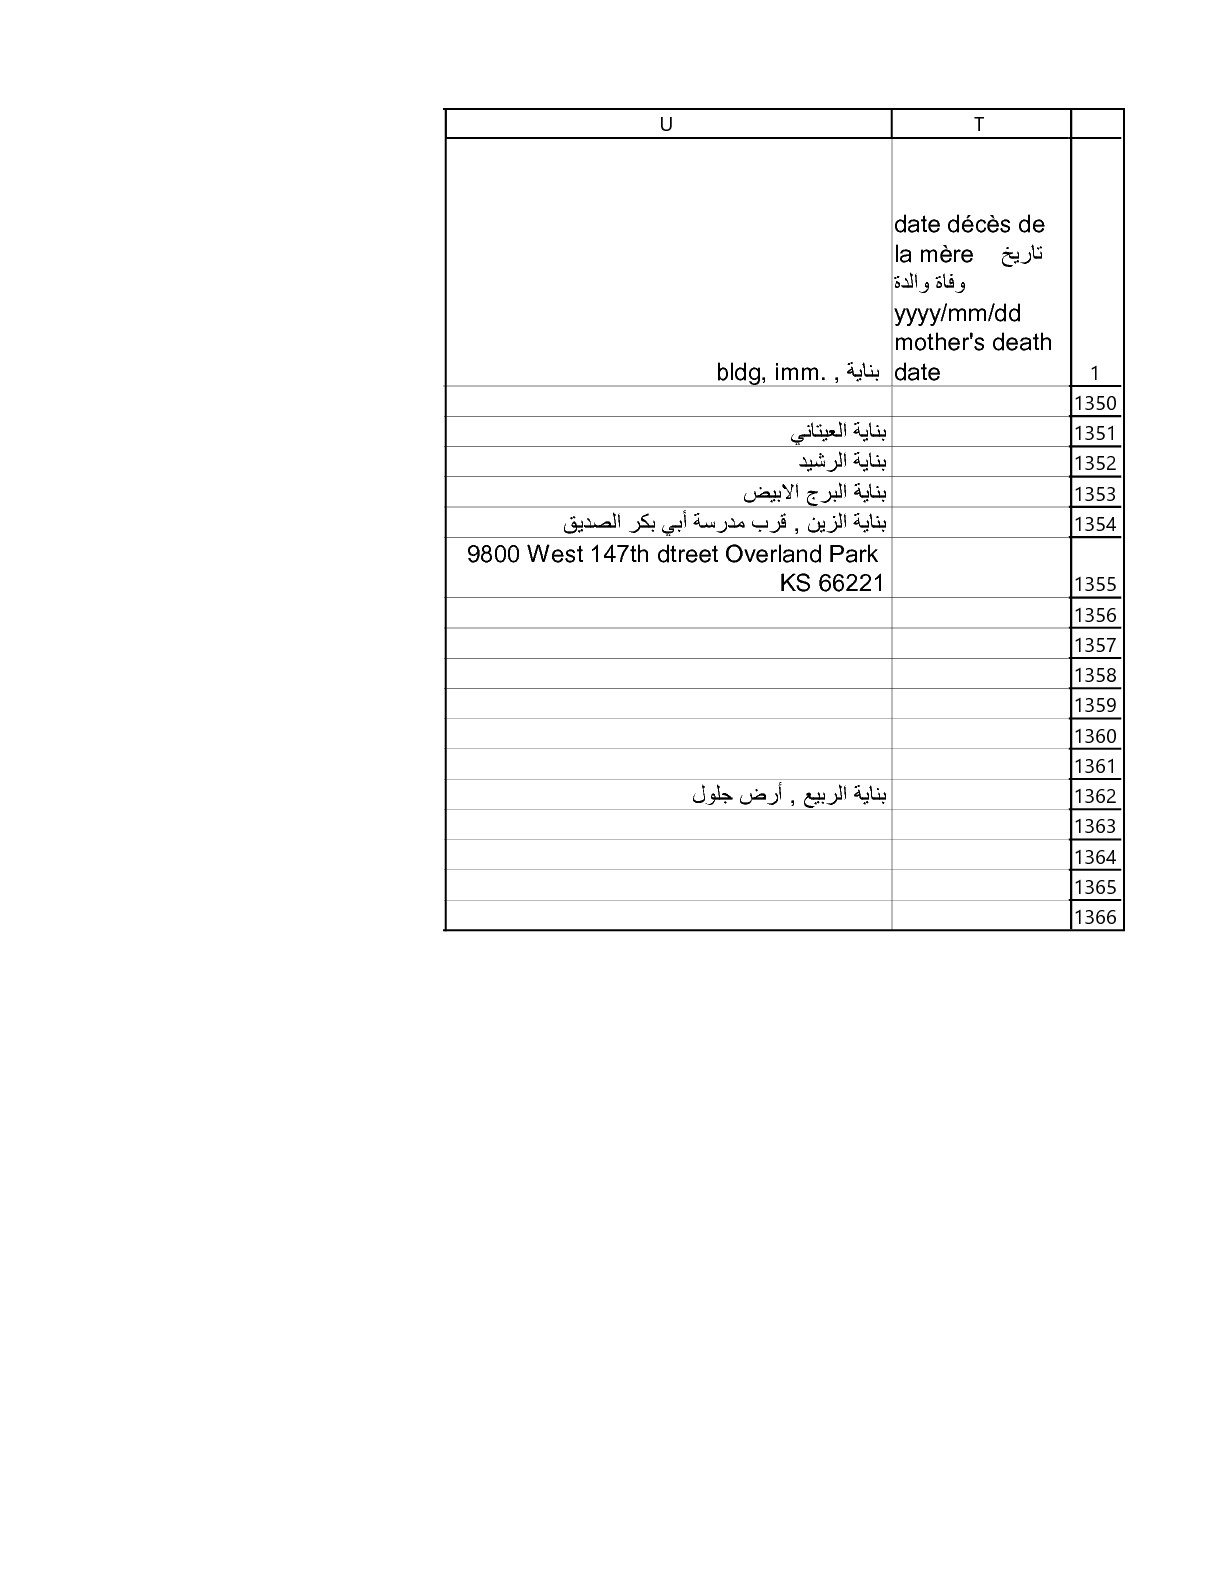 U T
date décès de
la mère تاريخ
وفاة والدة
yyyy/mm/dd
mother's death
date
bldg, imm. , بناية
1
1350
بناية العيتاني 1351
بناية الرشيد 1352
بناية البرج الابيض 1353
بناية الزين , قرب مدرسة أبي بكر الصديق 1354
9800 West 147th dtreet Overland Park
KS 66221 1355
1356
1357
1358
1359
1360
1361
بناية الربيع , أرض جلول 1362
1363
1364
1365
1366